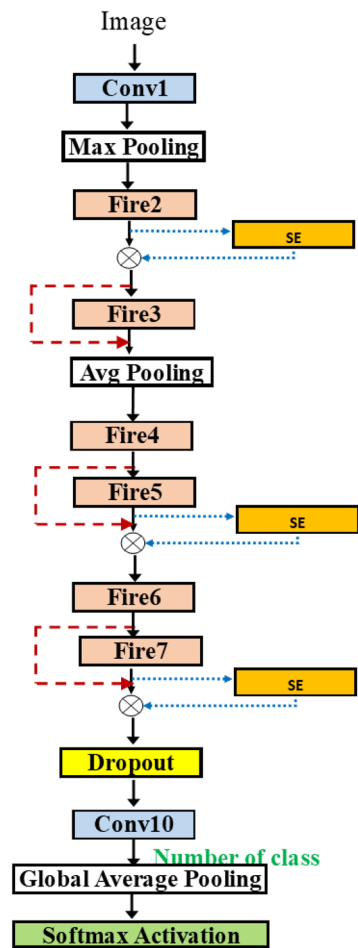 Image
Conv1
Max Pooling
Fire2
SE
Fire3
Avg Pooling
Fire4
Fire5
SE
Fire6
Fire7
SE
Dropout
Conv10
Number of class
Global Average Pooling
Softmax Activation